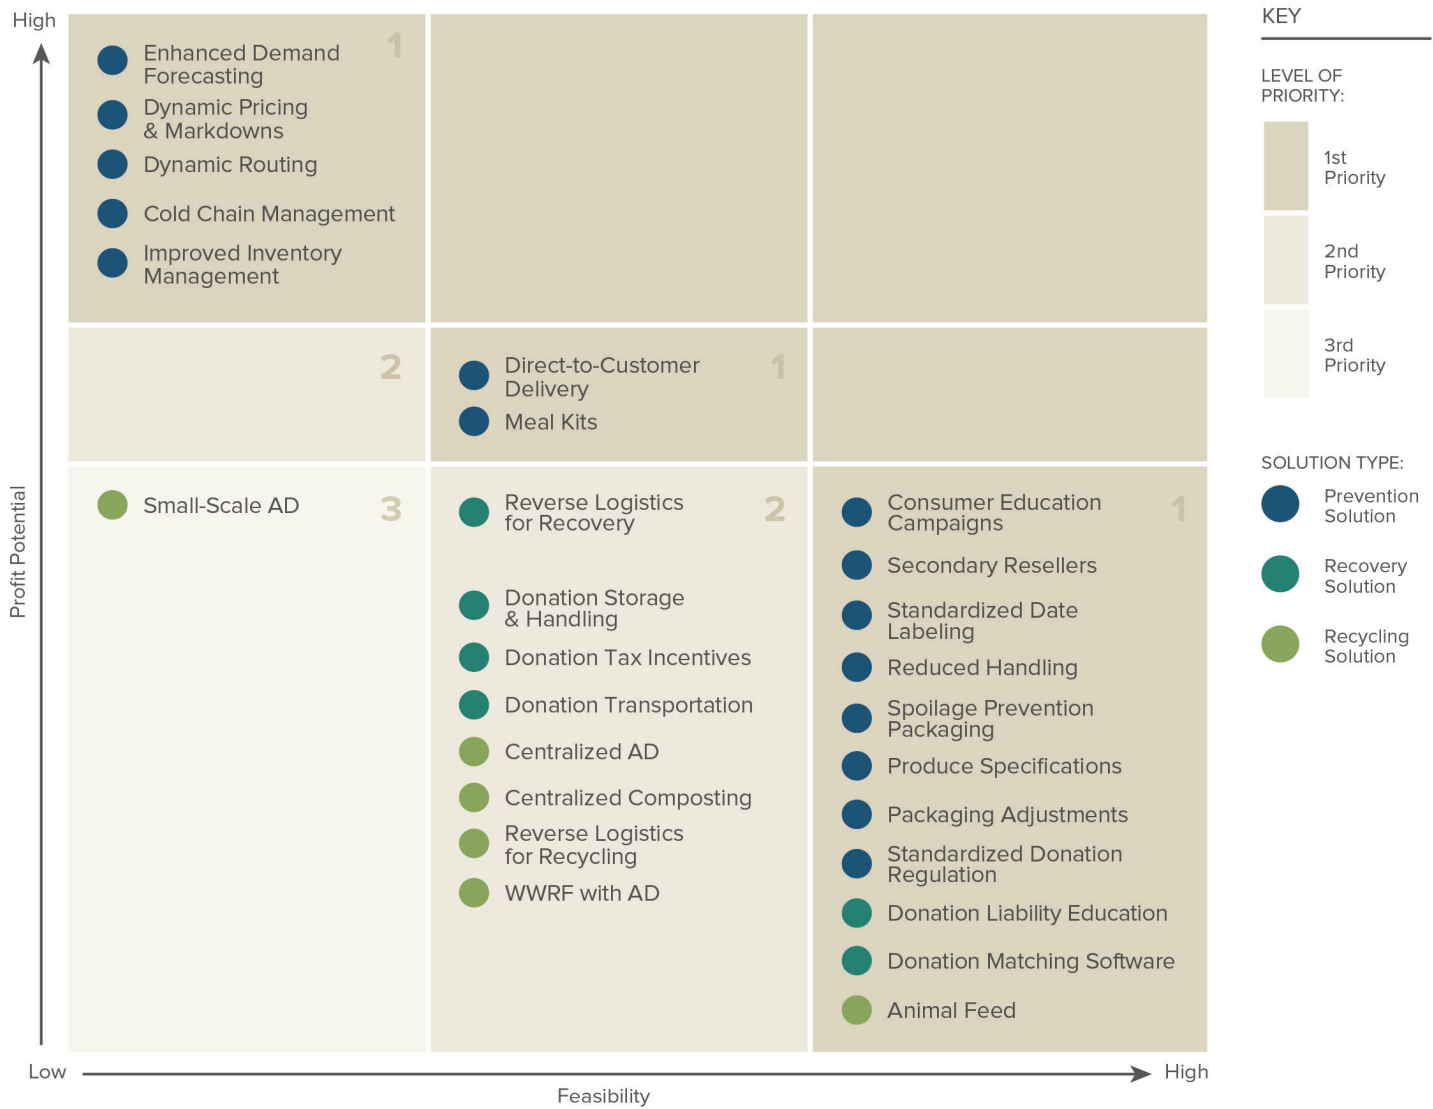 High
1
Enhanced Demand
Forecasting
Dynamic Pricing
& Markdowns
Dynamic Routing
Cold Chain Management
Improved Inventory
Management
2
Direct-to-Customer
Delivery
1
Meal Kits
Small-Scale AD
3
Reverse Logistics
for Recovery
2
Donation Storage
& Handling
Donation Tax Incentives
Donation Transportation
Centralized AD
Centralized Composting
Reverse Logistics
for Recycling
WWRF with AD
Consumer Education
Campaigns
1
Secondary Resellers
Standardized Date
Labeling
Reduced Handling
Spoilage Prevention
Packaging
Produce Specifications
Packaging Adjustments
Standardized Donation
Regulation
Donation Liability Education
Donation Matching Software
Animal Feed
Profit Potential
Low
Feasibility
High
KEY
LEVEL OF
PRIORITY:
1st
Priority
2nd
Priority
3rd
Priority
SOLUTION TYPE:
Prevention
Solution
Recovery
Solution
Recycling
Solution